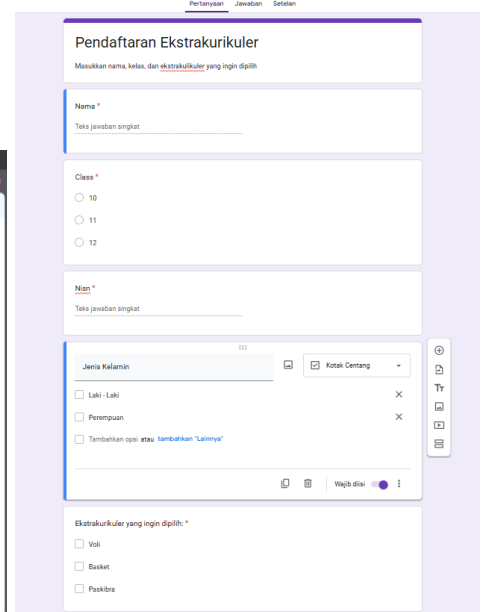 Pertanyaan Jawaban Setelan
Pendaftaran Ekstrakurikuler
Masukkan nama, kelas, dan ekstrakulikuler yang ingin dipilih
Nama *
Teks jawaban singkat
Class *
10
11
12
Nisn *
Teks jawaban singkat
Jenis Kelamin
Kotak Centang
Laki - Laki
Perempuan
Tambahkan opsi atau tambahkan "Lainnya"
Wajib diisi
Ekstrakurikuler yang ingin dipilih: *
Voli
Basket
Paskibra